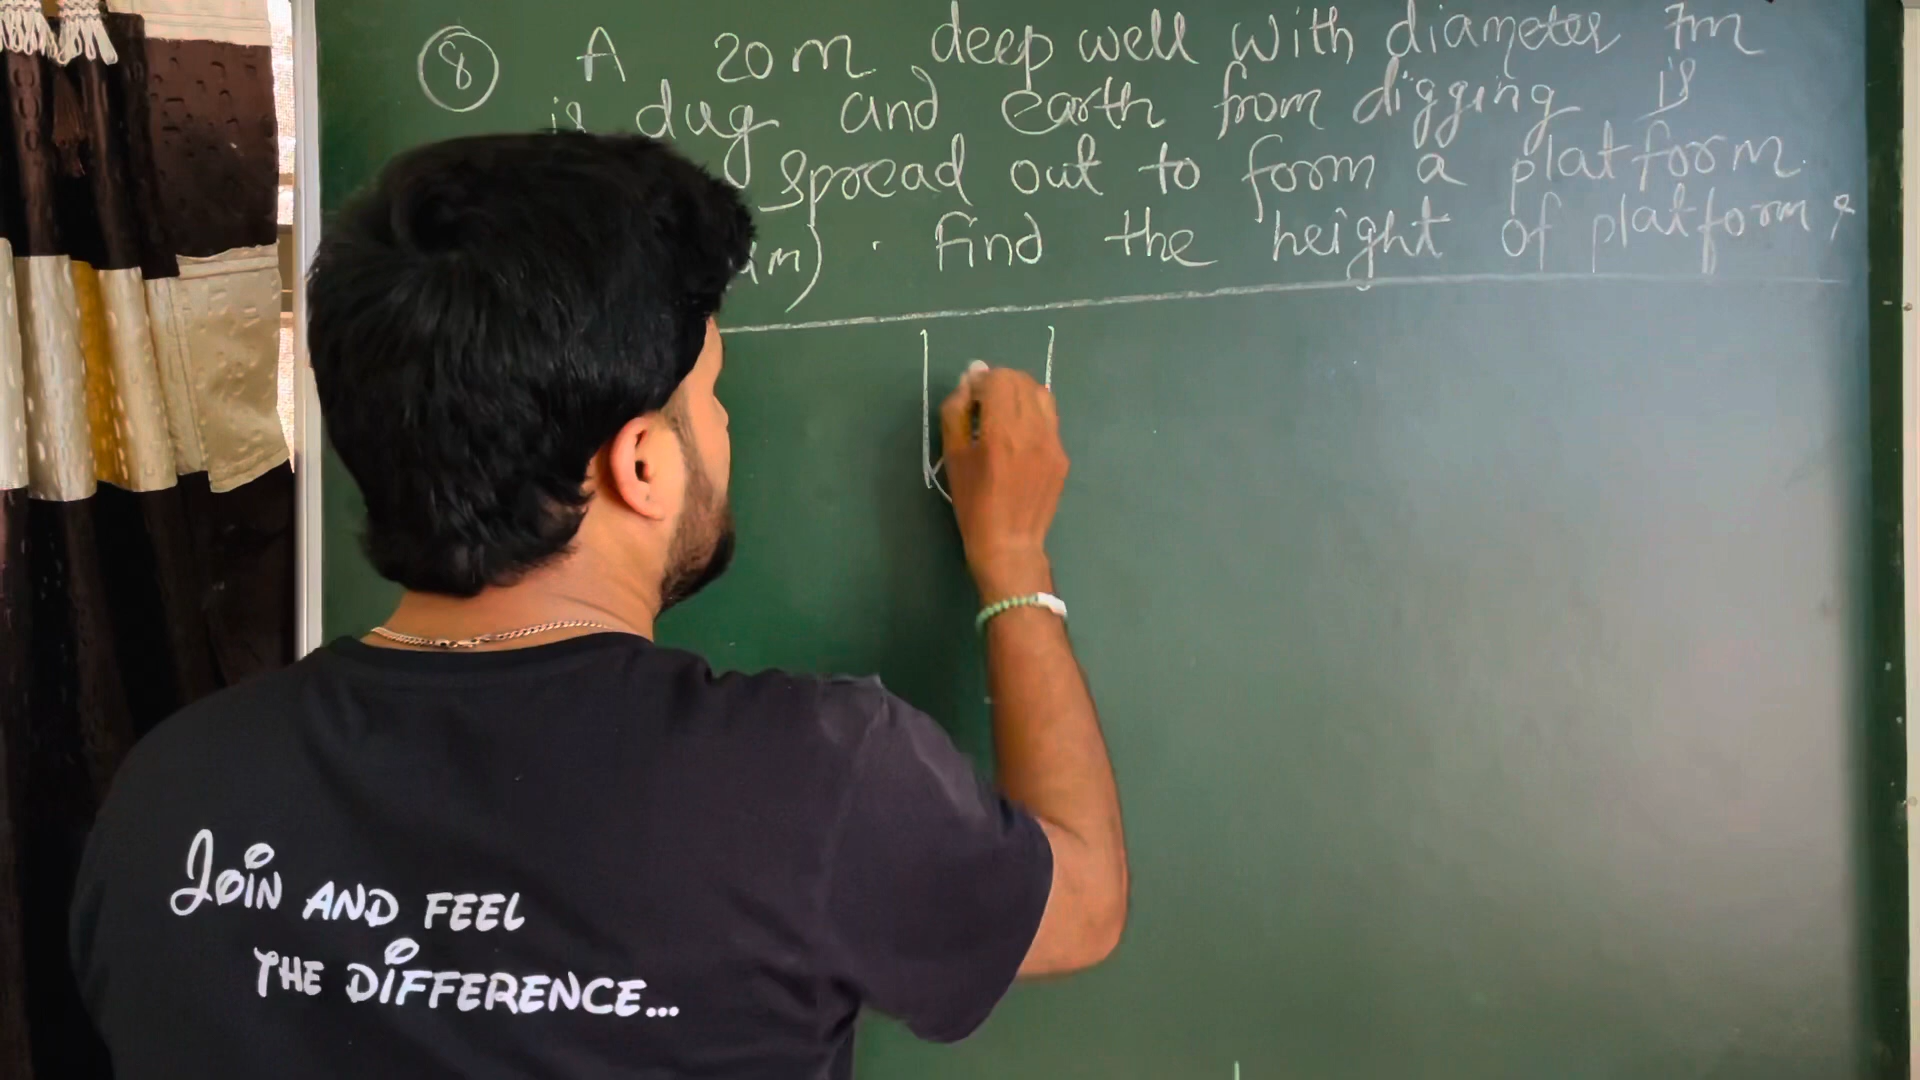 8 A 20m deep well with diameter 7m
is dug and earth from digging is
spread out to form a platform
m). Find the height of platform?
Join and feel
the difference...